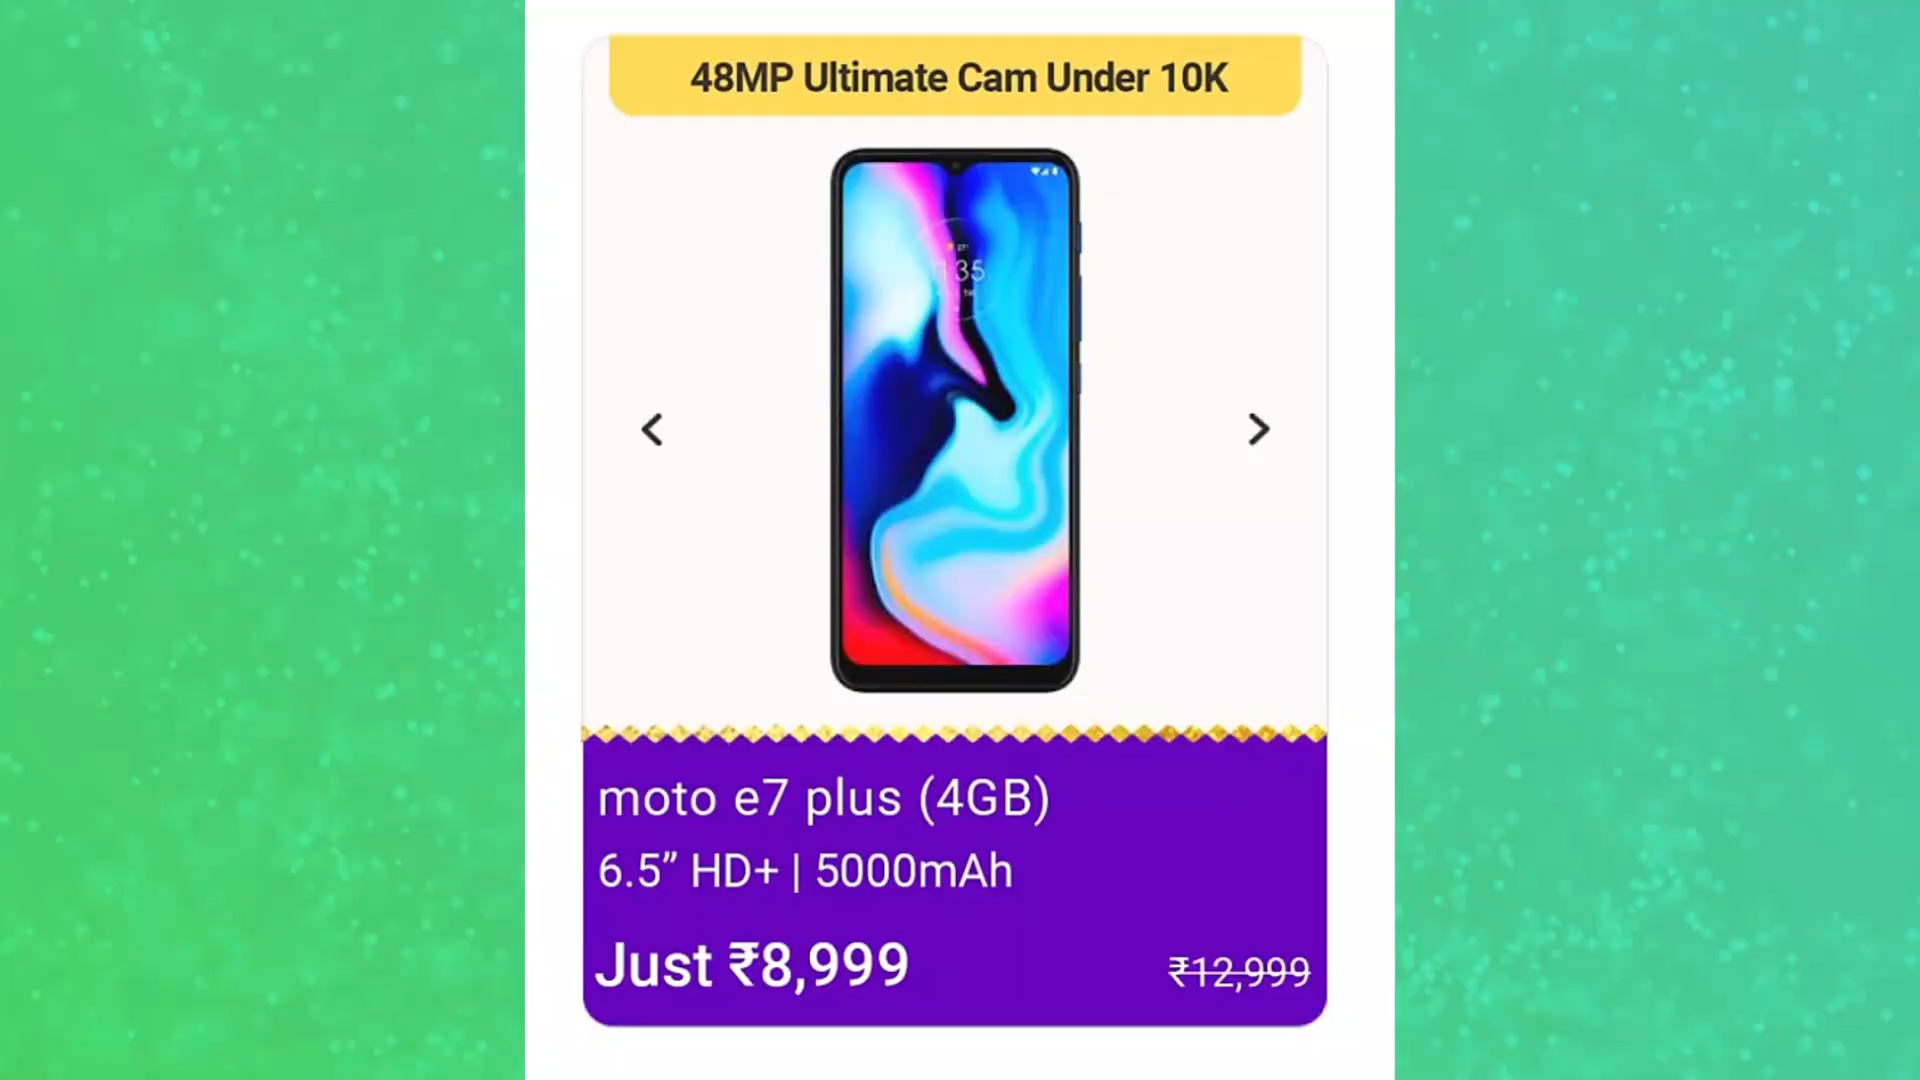 48MP Ultimate Cam Under 10K
moto e7 plus (4GB)
6.5” HD+ | 5000mAh
Just ₹8,999
₹12,999